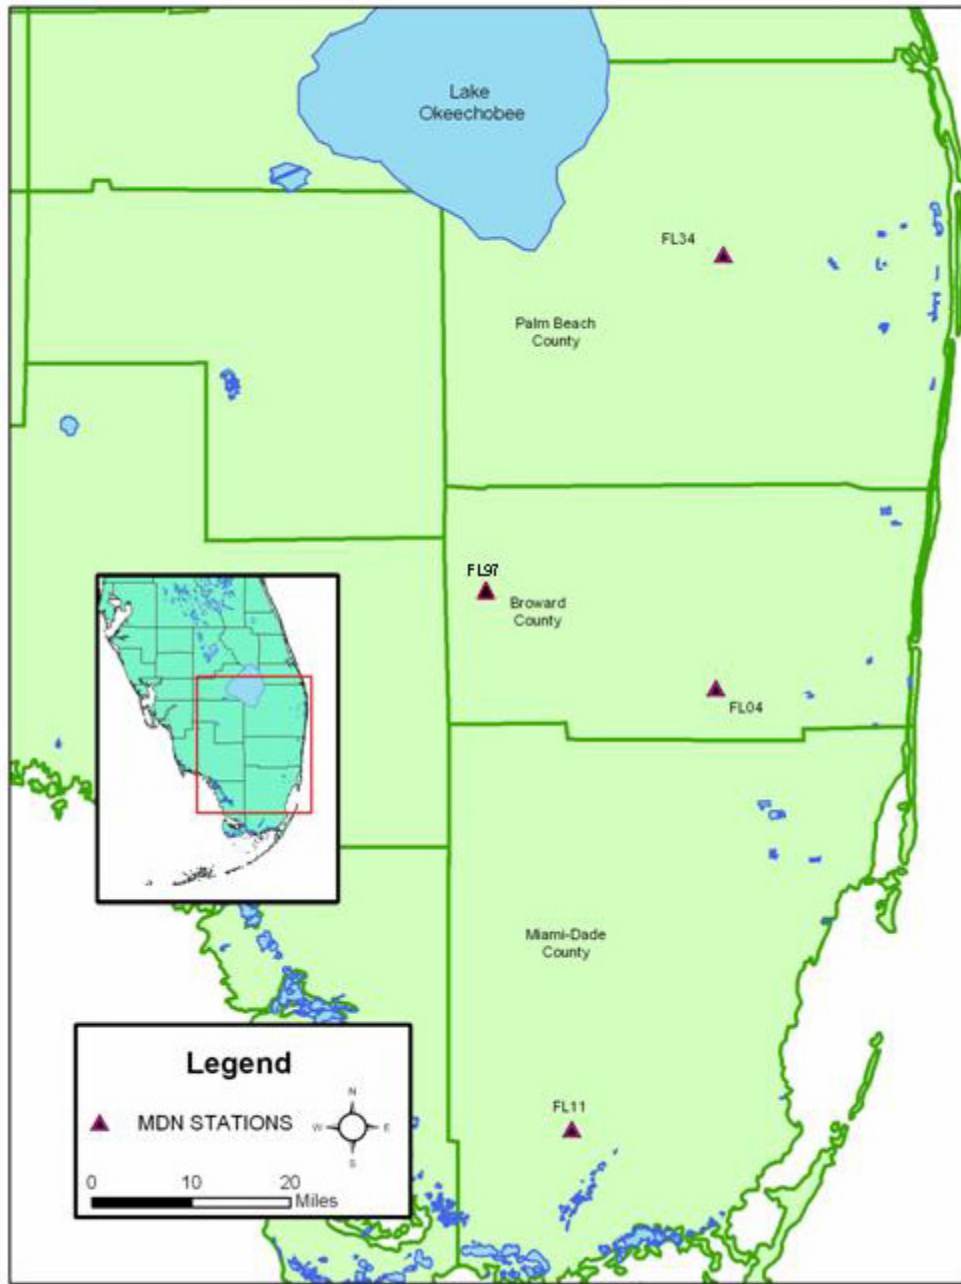 Lake
Okeechobee
FL34
Palm Beach
County
FL97
Broward
County
FL04
Miami-Dade
County
FL11
Legend
MDN STATIONS
N
W
E
S
0 10 20
Miles